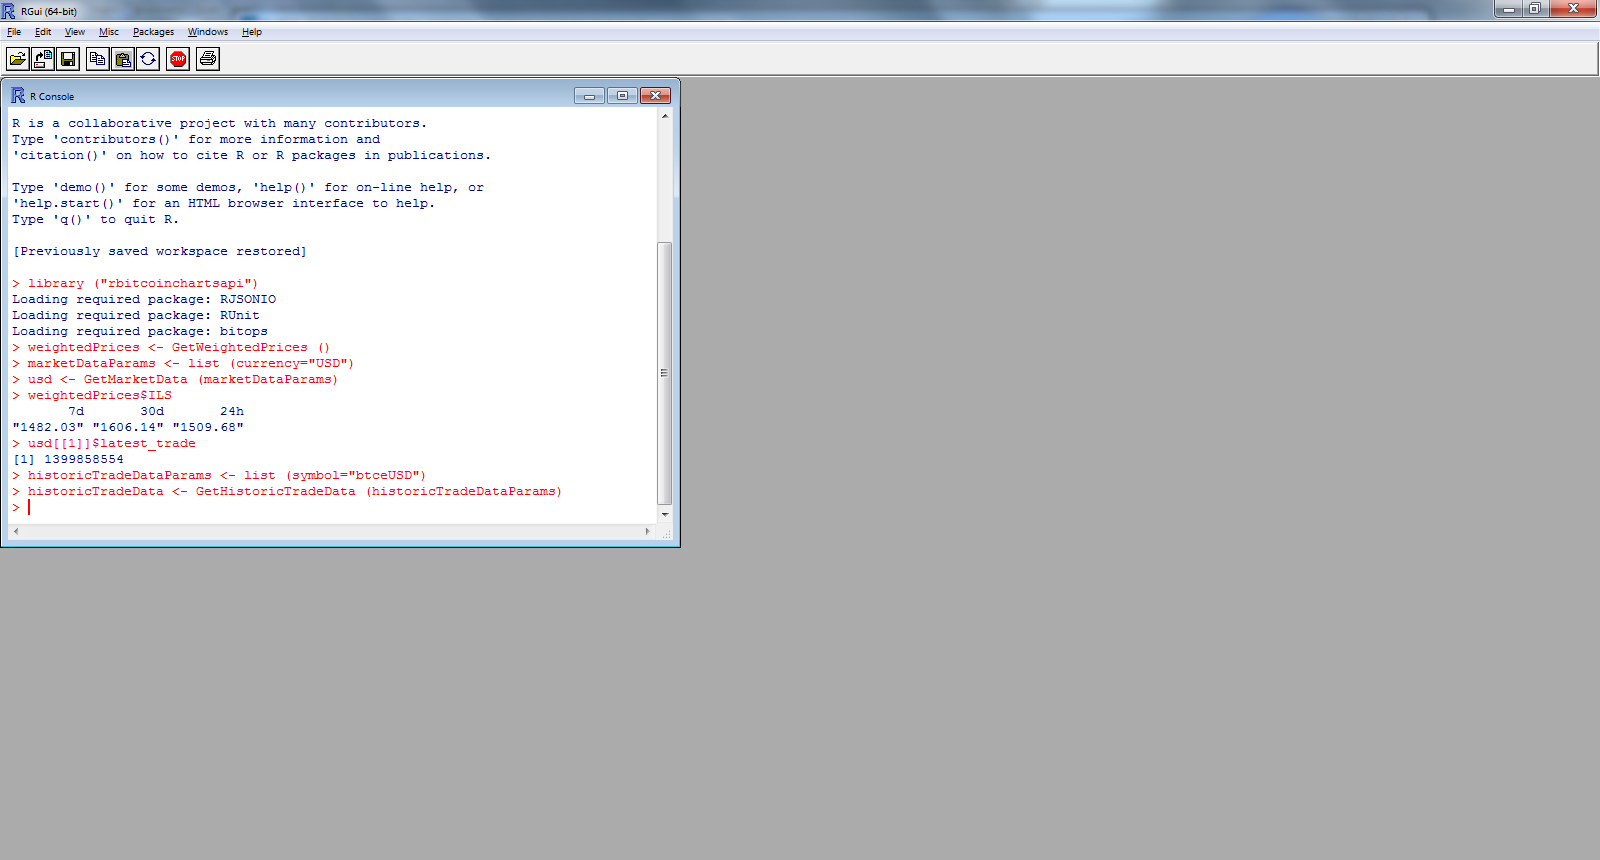 RGui (64-bit)
File Edit View Misc Packages Windows Help
STOP
R Console
R is a collaborative project with many contributors.
Type 'contributors()' for more information and
'citation()' on how to cite R or R packages in publications.
Type 'demo()' for some demos, 'help()' for on-line help, or
'help.start()' for an HTML browser interface to help.
Type 'q()' to quit R.
[Previously saved workspace restored]
> library ("rbitcoinchartsapi")
Loading required package: RJSONIO
Loading required package: RUnit
Loading required package: bitops
> weightedPrices <- GetWeightedPrices ()
> marketDataParams <- list (currency="USD")
> usd <- GetMarketData (marketDataParams)
> weightedPrices$ILS
7d 30d 24h
"1482.03" "1606.14" "1509.68"
> usd[[1]]$latest_trade
[1] 1399858554
> historicTradeDataParams <- list (symbol="btceUSD")
> historicTradeData <- GetHistoricTradeData (historicTradeDataParams)
>